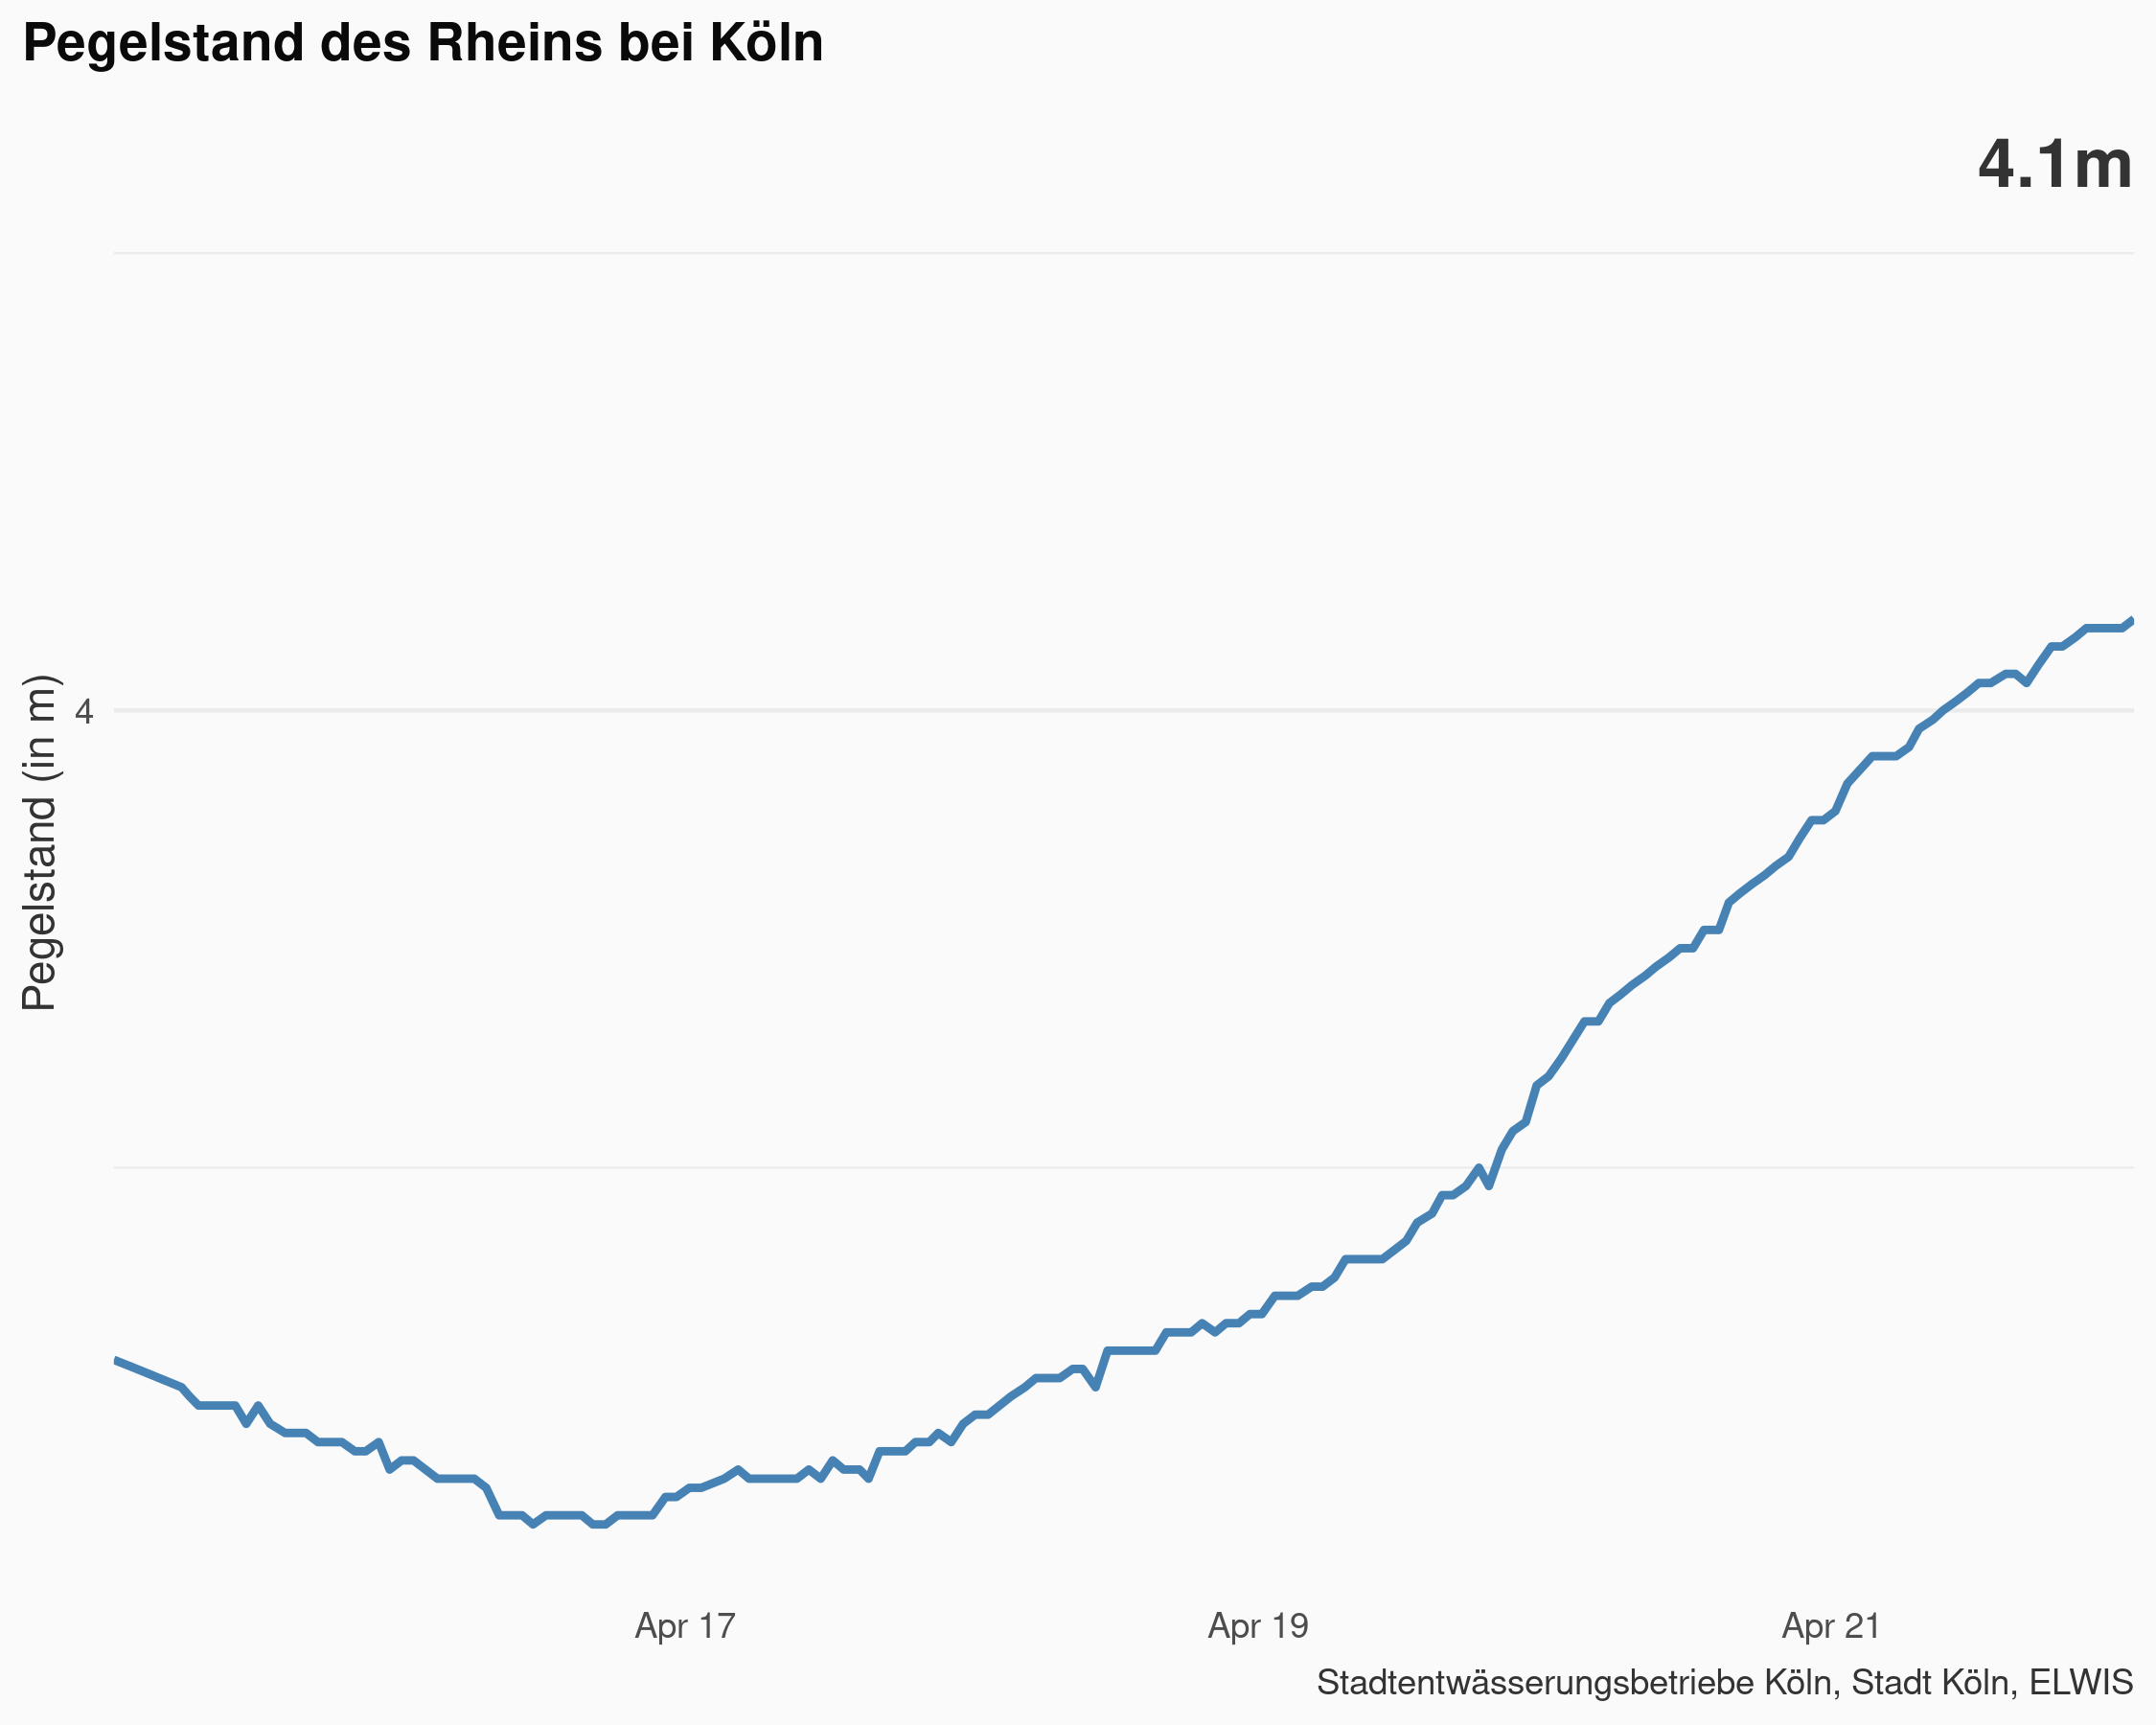 Pegelstand des Rheins bei Köln
4.1m
Pegelstand (in m)
4
Apr 17
Apr 19
Apr 21
Stadtentwässerungsbetriebe Köln, Stadt Köln, ELWIS